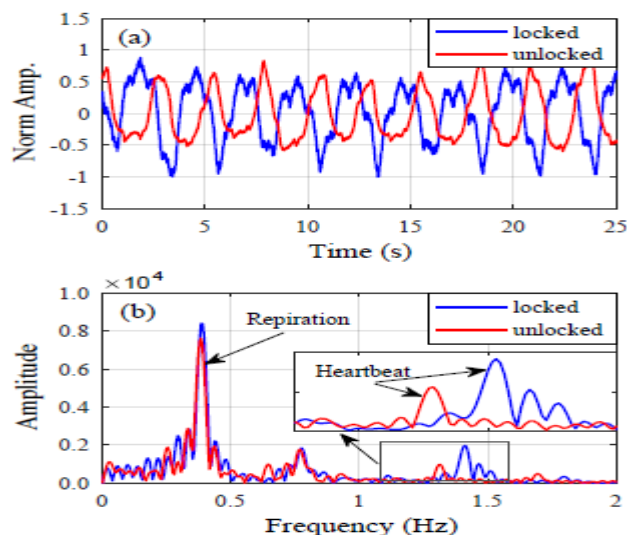 (a)
locked
unlocked
1.5
1
0.5
0
-0.5
-1
-1.5
Norm Amp.
0 5 10 15 20 25
Time (s)
×10⁴
(b)
Repiration
locked
unlocked
Heartbeat
1.0
0.8
0.6
0.4
0.2
0.0
Amplitude
0 0.5 1 1.5 2
Frequency (Hz)